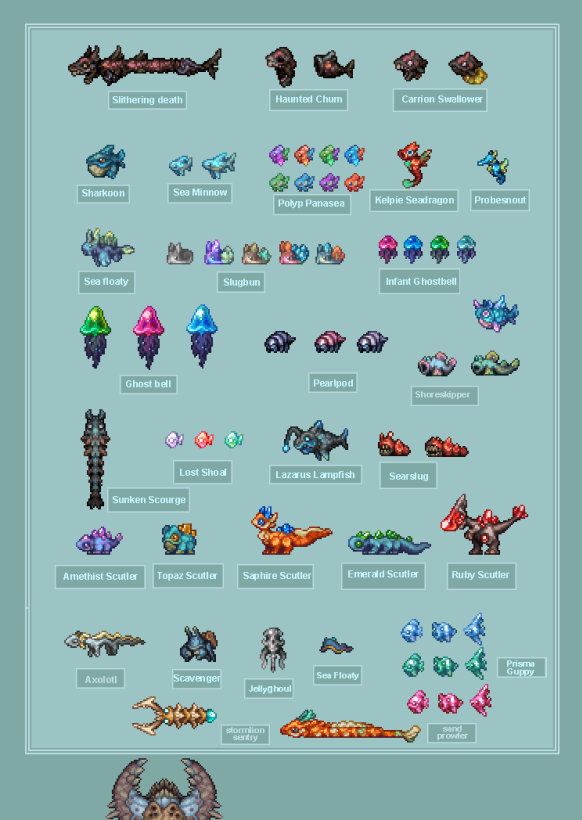 Slithering death
Haunted Chum
Carrion Swallower
Sharkoon
Sea Minnow
Polyp Panasea
Kelpie Seadragon
Probesnout
Sea floaty
Slugbun
Infant Ghostbell
Ghost bell
Pearlpod
Shoreskipper
Sunken Scourge
Lost Shoal
Lazarus Lampfish
Searslug
Amethist Scutler
Topaz Scutler
Saphire Scutler
Emerald Scutler
Ruby Scutler
Axolotl
Scavenger
Jellyghoul
Sea Floaty
Prisma
Guppy
stormlion
sentry
sand
prowler